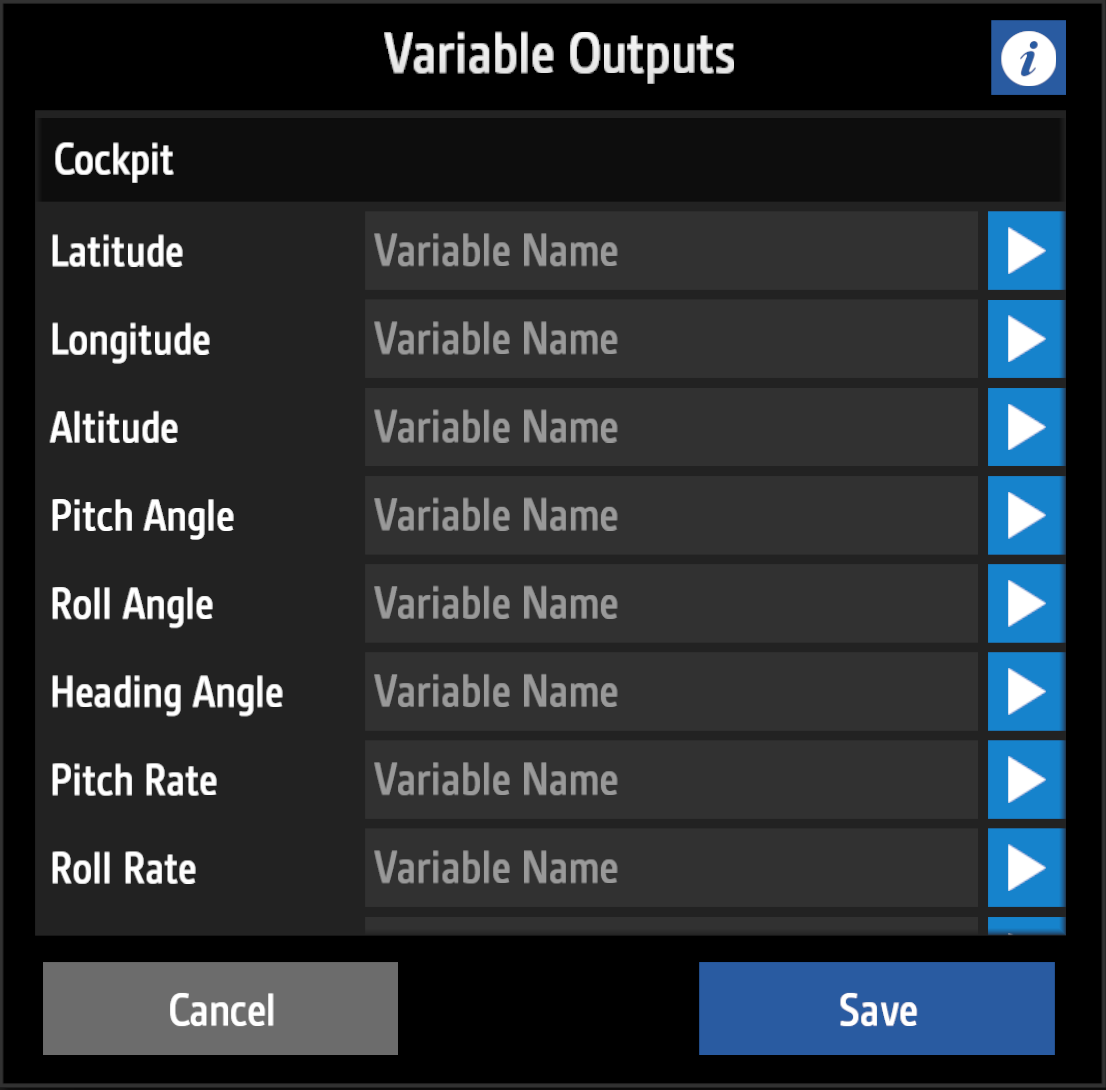 Variable Outputs
i
Cockpit
Latitude Variable Name
Longitude Variable Name
Altitude Variable Name
Pitch Angle Variable Name
Roll Angle Variable Name
Heading Angle Variable Name
Pitch Rate Variable Name
Roll Rate Variable Name
Cancel Save